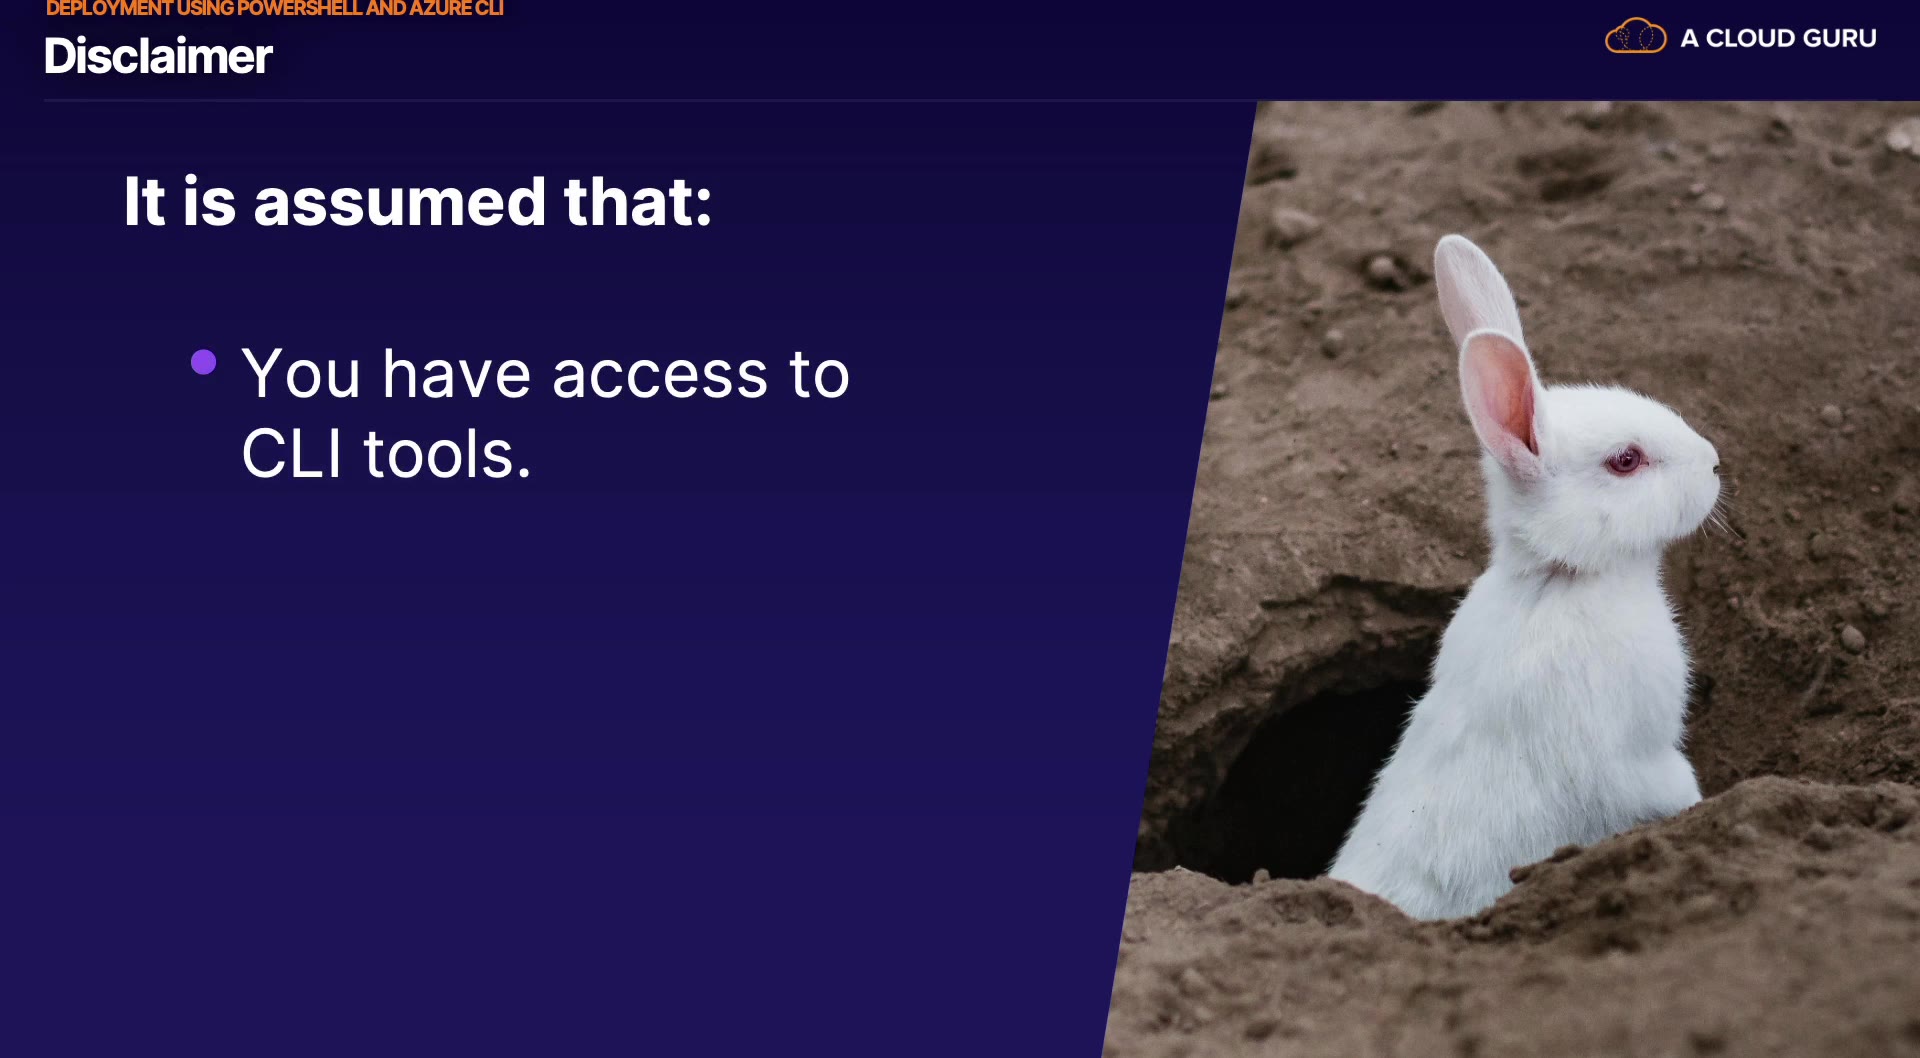 DEPLOYMENT USING POWERSHELL AND AZURE CLI
Disclaimer
A CLOUD GURU
It is assumed that:
You have access to
CLI tools.